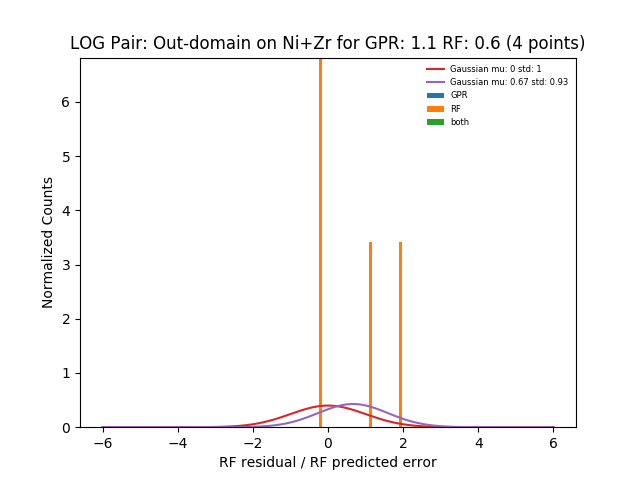 LOG Pair: Out-domain on Ni+Zr for GPR: 1.1 RF: 0.6 (4 points)
Gaussian mu: 0 std: 1
Gaussian mu: 0.67 std: 0.93
GPR
RF
both
Normalized Counts
6
5
4
3
2
1
0
−6 −4 −2 0 2 4 6
RF residual / RF predicted error